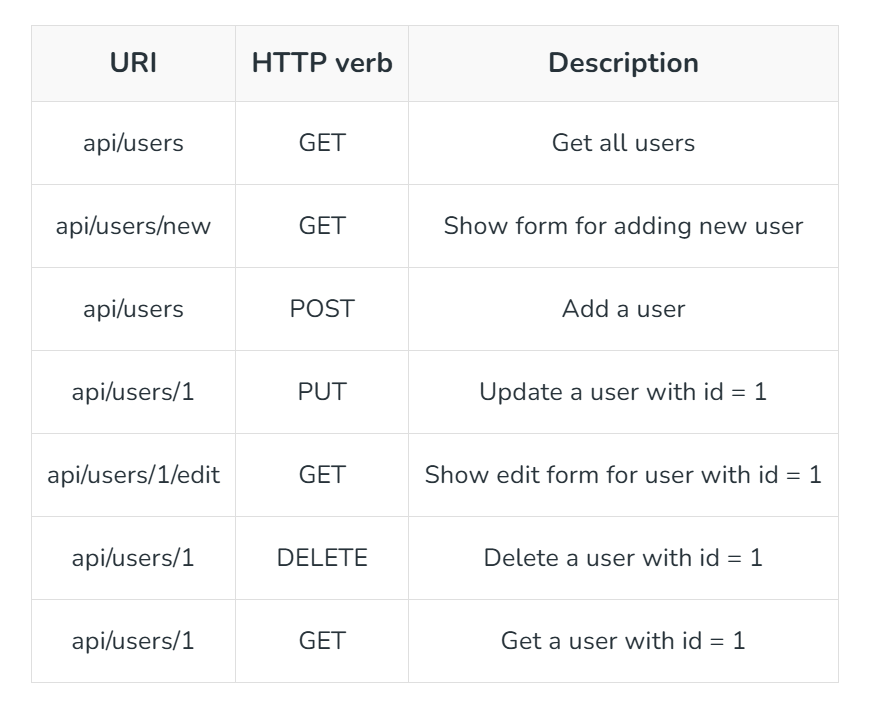 URI HTTP verb Description
api/users GET Get all users
api/users/new GET Show form for adding new user
api/users POST Add a user
api/users/1 PUT Update a user with id = 1
api/users/1/edit GET Show edit form for user with id = 1
api/users/1 DELETE Delete a user with id = 1
api/users/1 GET Get a user with id = 1